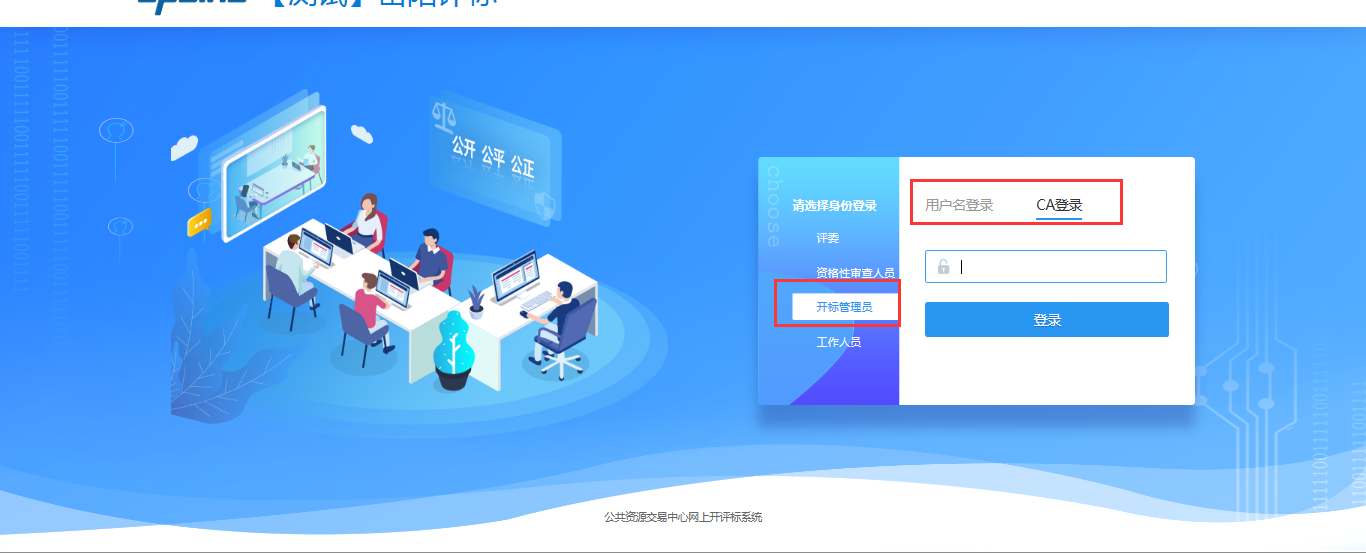 【测试】
公开 公平 公正
choose
请选择身份登录
评委
资格性审查人员
开标管理员
工作人员
用户名登录 CA登录
登录
公共资源交易中心网上开评标系统